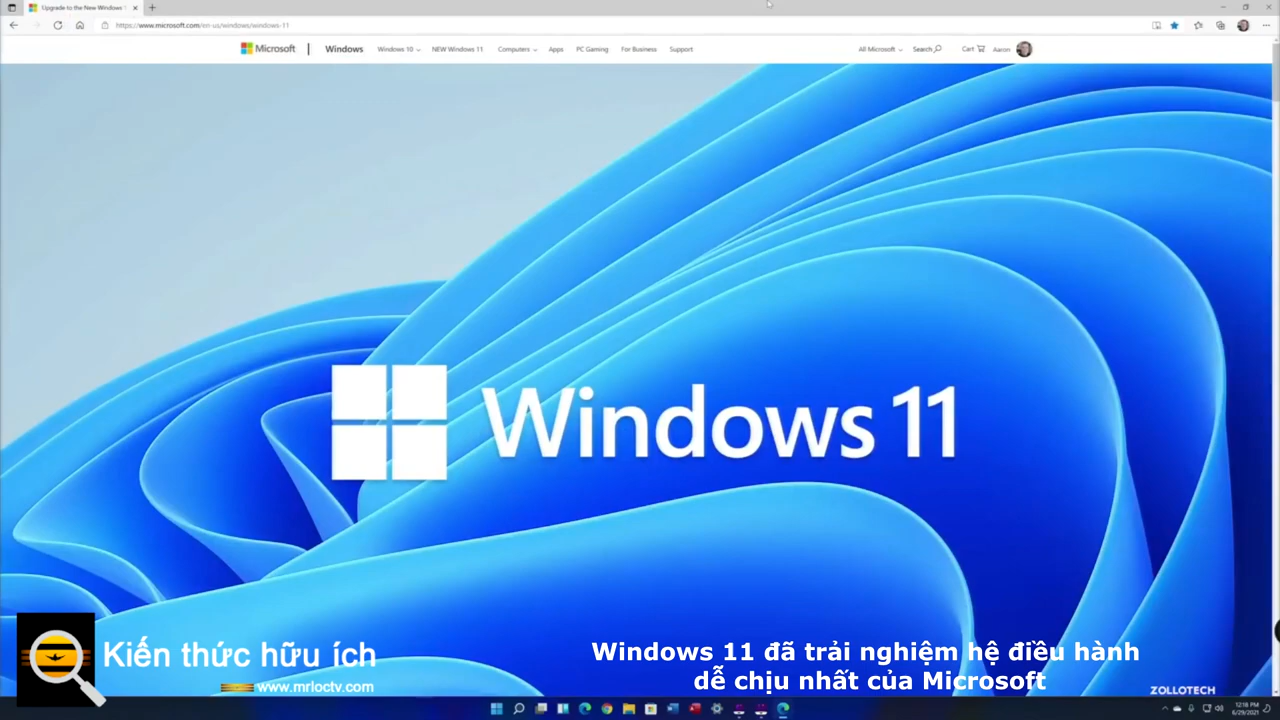 Upgrade to the New Windows 1
https://www.microsoft.com/en-us/windows/windows-11
Microsoft | Windows Windows 10 NEW Windows 11 Computers Apps PC Gaming For Business Support All Microsoft Search Cart Aaron
Windows 11
Kiến thức hữu ích
www.mrloctv.com
Windows 11 đã trải nghiệm hệ điều hành
dễ chịu nhất của Microsoft
ZOLLOTECH
12:18 PM
6/29/2021